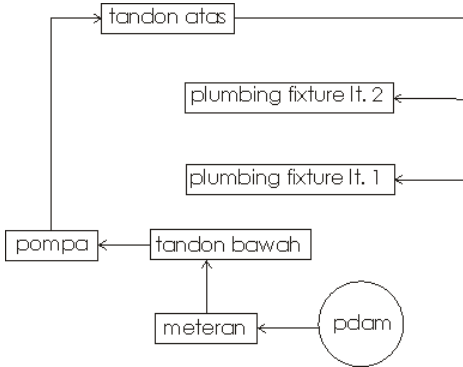 tandon atas
plumbing fixture lt. 2
plumbing fixture lt. 1
pompa
tandon bawah
meteran
pdam